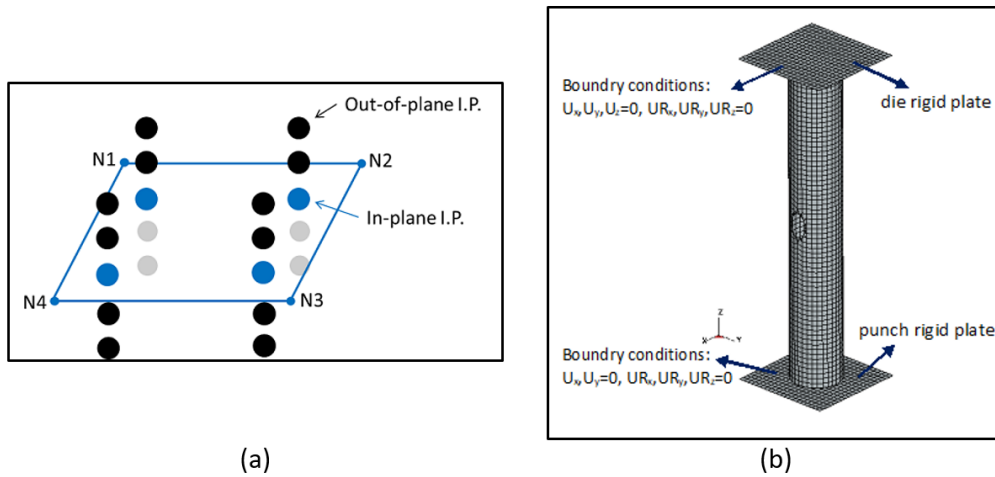 Out-of-plane I.P.
N1
N2
In-plane I.P.
N4
N3
(a)
Boundry conditions:
Ux,Uy,Uz=0, URx,URy,URz=0
die rigid plate
Z
X
Y
punch rigid plate
Boundry conditions:
Ux,Uy=0, URx,URy,URz=0
(b)